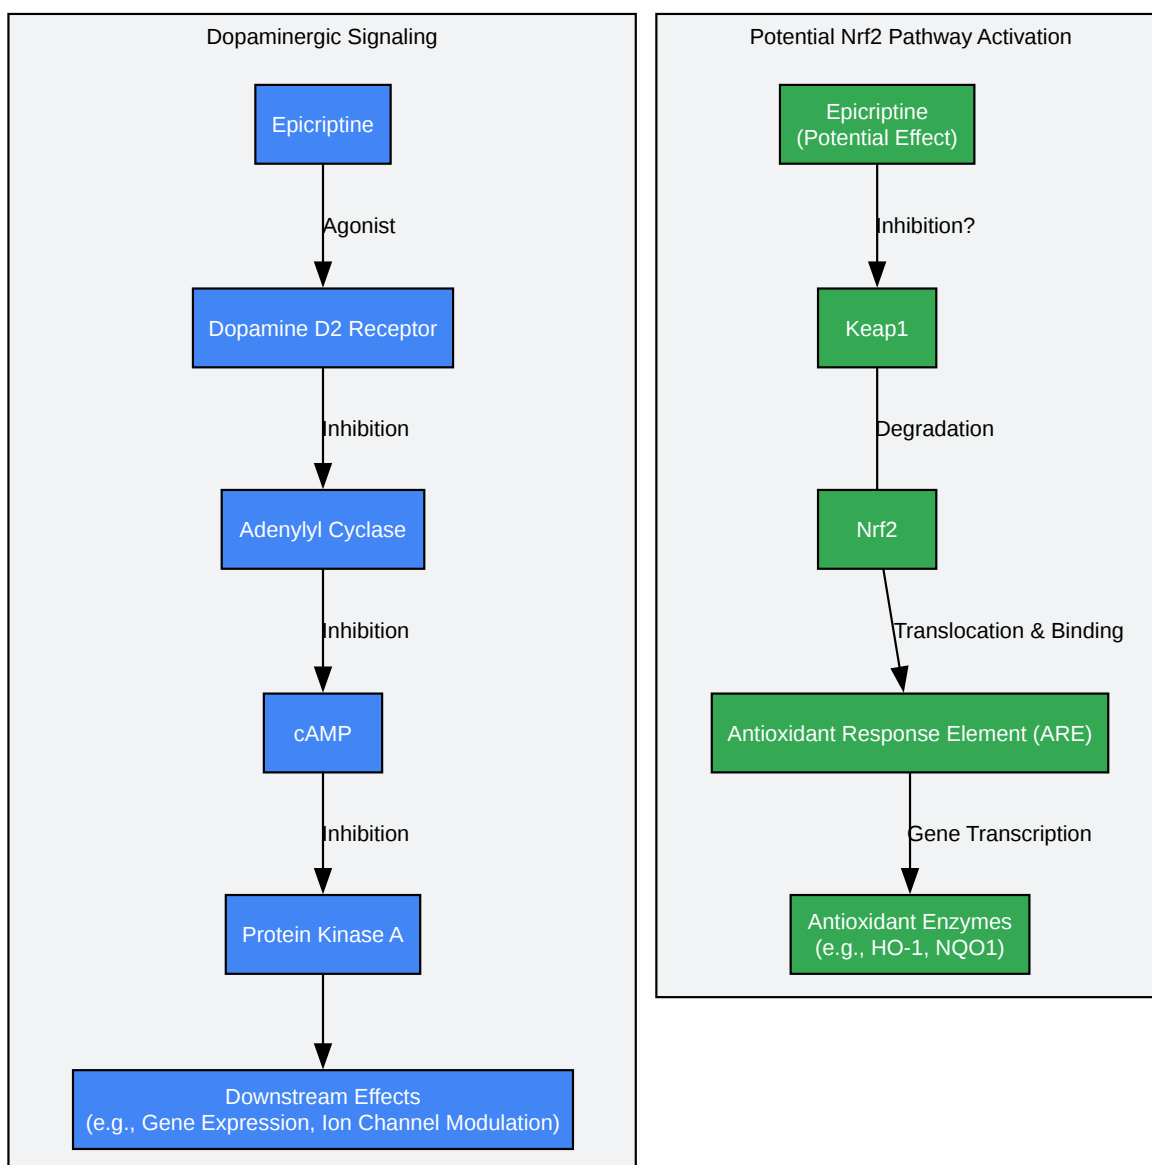 Dopaminergic Signaling
Epicriptine
Agonist
Dopamine D2 Receptor
Inhibition
Adenylyl Cyclase
Inhibition
cAMP
Inhibition
Protein Kinase A
Downstream Effects
(e.g., Gene Expression, Ion Channel Modulation)
Potential Nrf2 Pathway Activation
Epicriptine
(Potential Effect)
Inhibition?
Keap1
Degradation
Nrf2
Translocation & Binding
Antioxidant Response Element (ARE)
Gene Transcription
Antioxidant Enzymes
(e.g., HO-1, NQO1)